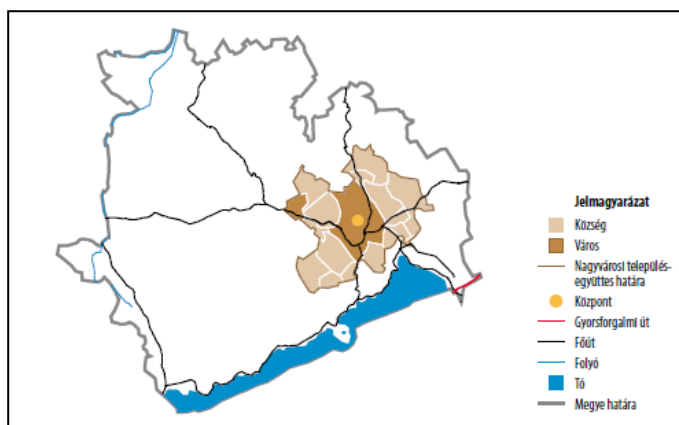 Jelmagyarázat
Község
Város
Nagyvárosi település-
együttes határa
Központ
Gyorsforgalmi út
Főút
Folyó
Tó
Megye határa